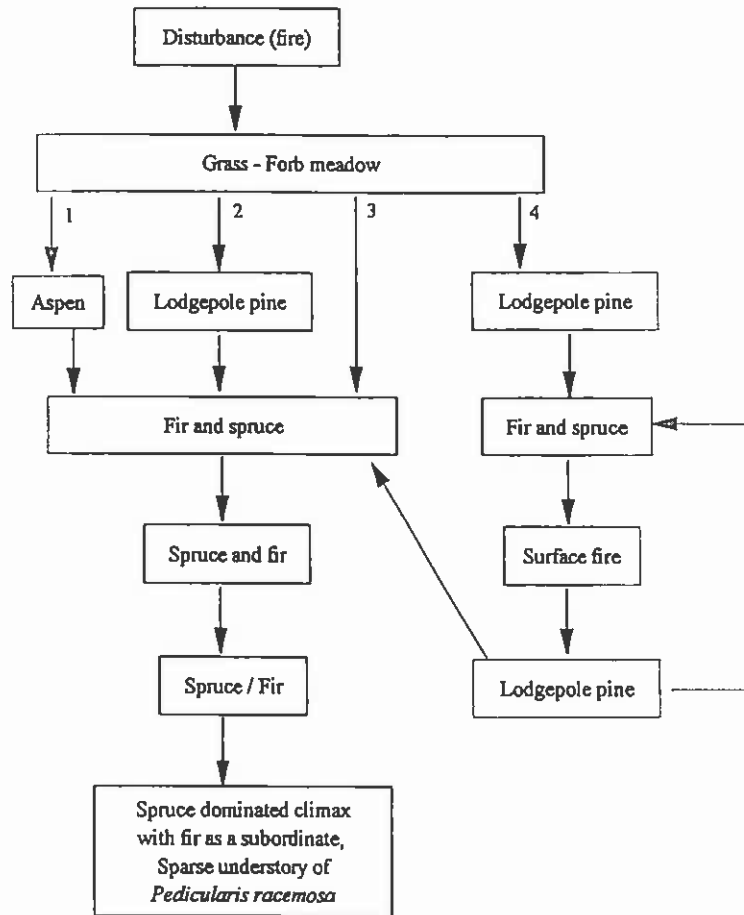 Disturbance (fire)
Grass - Forb meadow
1
2
3
4
Aspen
Lodgepole pine
Lodgepole pine
Fir and spruce
Fir and spruce
Spruce and fir
Surface fire
Spruce / Fir
Lodgepole pine
Spruce dominated climax
with fir as a subordinate,
Sparse understory of
Pedicularis racemosa